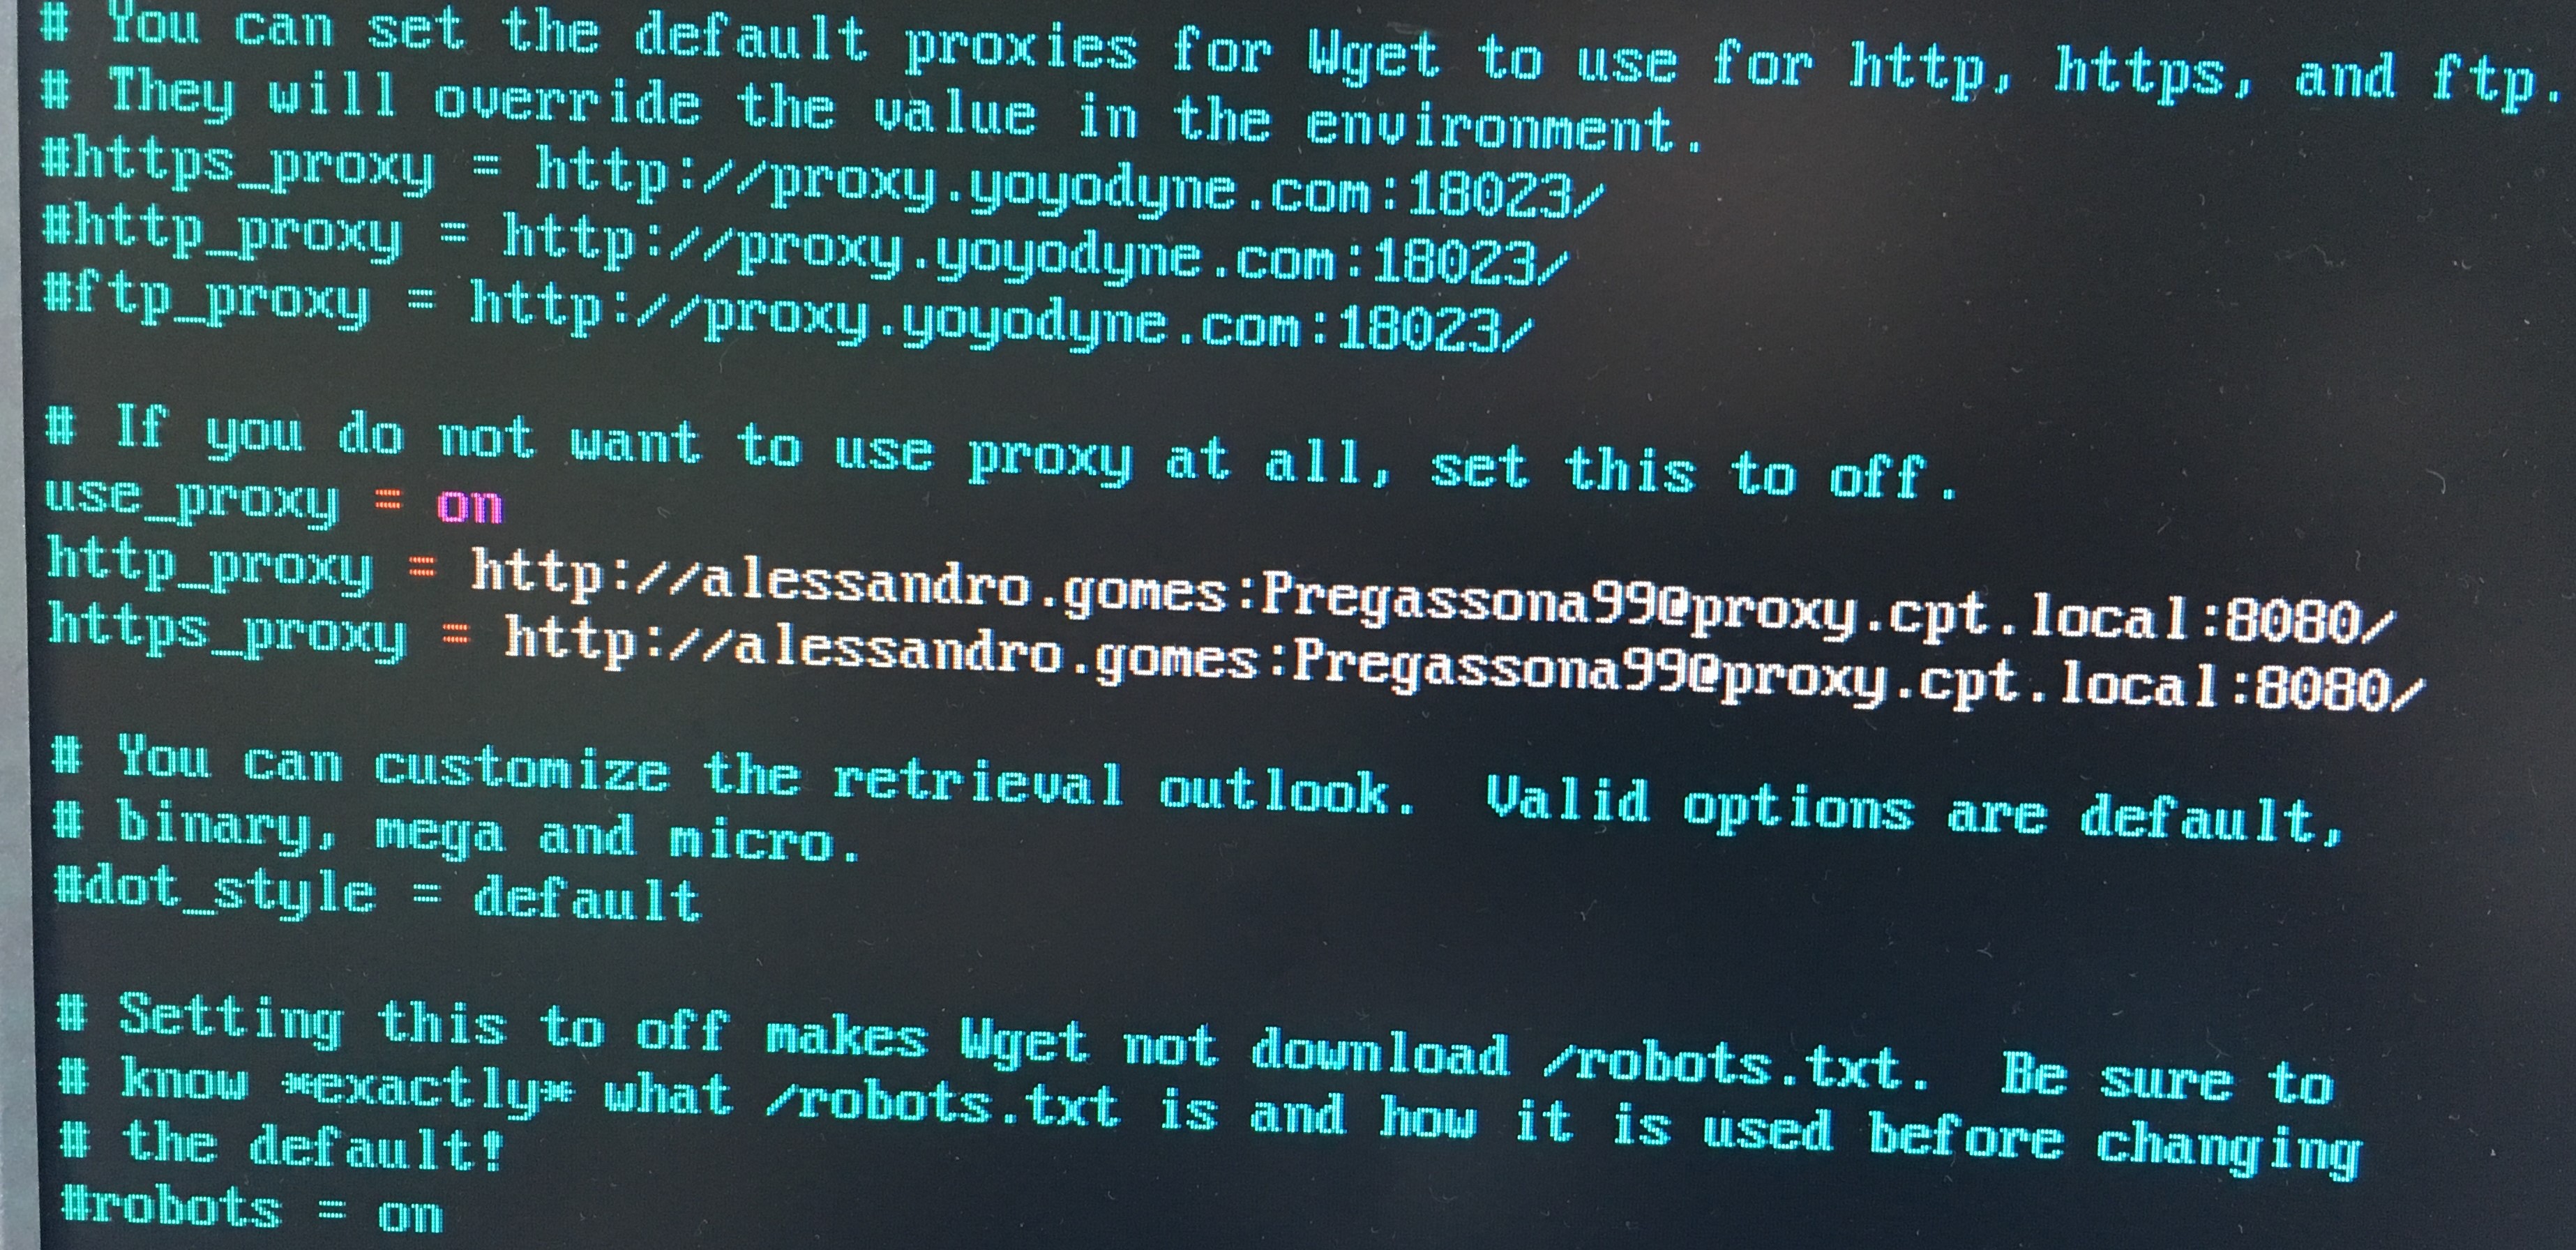 # You can set the default proxies for Wget to use for http, https, and ftp.
# They will override the value in the environment.
#https_proxy = http://proxy.yoyodyne.com:18023/
#http_proxy = http://proxy.yoyodyne.com:18023/
#ftp_proxy = http://proxy.yoyodyne.com:18023/
# If you do not want to use proxy at all, set this to off.
use_proxy = on
http_proxy = http://alessandro.gomes:Pregassona99@proxy.cpt.local:8080/
https_proxy = http://alessandro.gomes:Pregassona99@proxy.cpt.local:8080/
# You can customize the retrieval outlook.  Valid options are default,
# binary, mega and micro.
#dot_style = default
# Setting this to off makes Wget not download /robots.txt.  Be sure to
# know *exactly* what /robots.txt is and how it is used before changing
# the default!
#robots = on